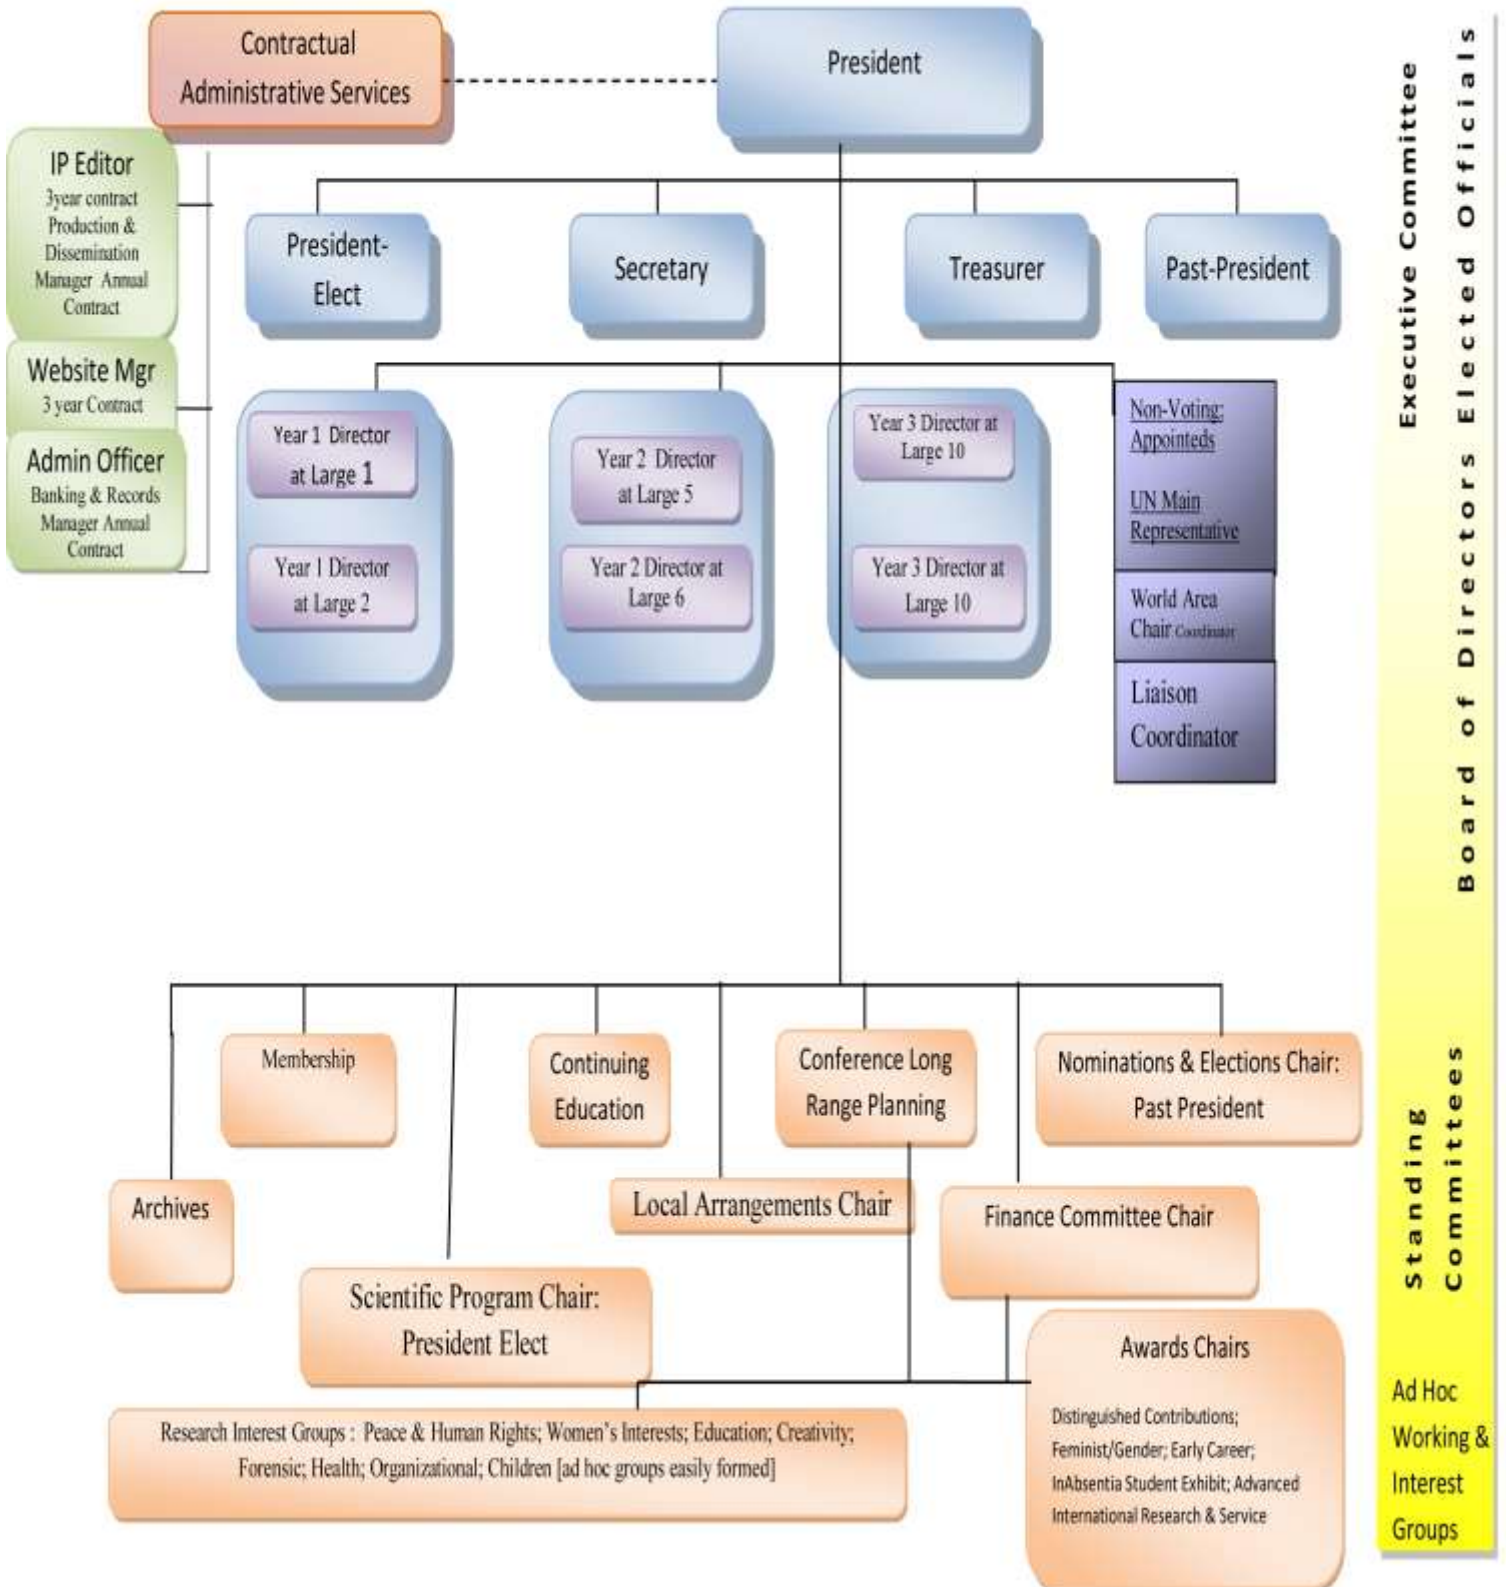 Contractual
Administrative Services
President
IP Editor
3year contract
Production &
Dissemination
Manager Annual
Contract
Website Mgr
3 year Contract
Admin Officer
Banking & Records
Manager Annual
Contract
President-
Elect
Secretary
Treasurer
Past-President
Year 1 Director
at Large 1
Year 1 Director
at Large 2
Year 2 Director
at Large 5
Year 2 Director at
Large 6
Year 3 Director at
Large 10
Year 3 Director at
Large 10
Non-Voting:
Appointeds
UN Main
Representative
World Area
Chair Coordinator
Liaison
Coordinator
Membership
Continuing
Education
Conference Long
Range Planning
Nominations & Elections Chair:
Past President
Archives
Local Arrangements Chair
Finance Committee Chair
Scientific Program Chair:
President Elect
Awards Chairs
Distinguished Contributions;
Feminist/Gender; Early Career;
InAbsentia Student Exhibit; Advanced
International Research & Service
Research Interest Groups : Peace & Human Rights; Women's Interests; Education; Creativity;
Forensic; Health; Organizational; Children [ad hoc groups easily formed]
Executive Committee
Board of Directors Elected Officials
Standing
Committees
Ad Hoc
Working &
Interest
Groups